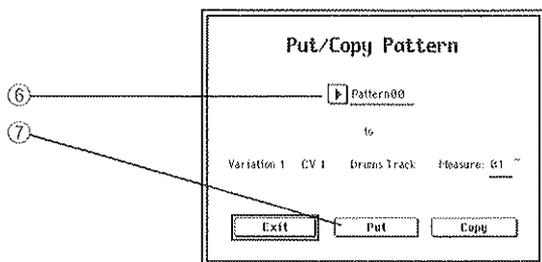 Put/Copy Pattern
⑥ Pattern00
to
⑦
Variation 1 CV 1 Drums Track Measure: 01 ~
Exit Put Copy